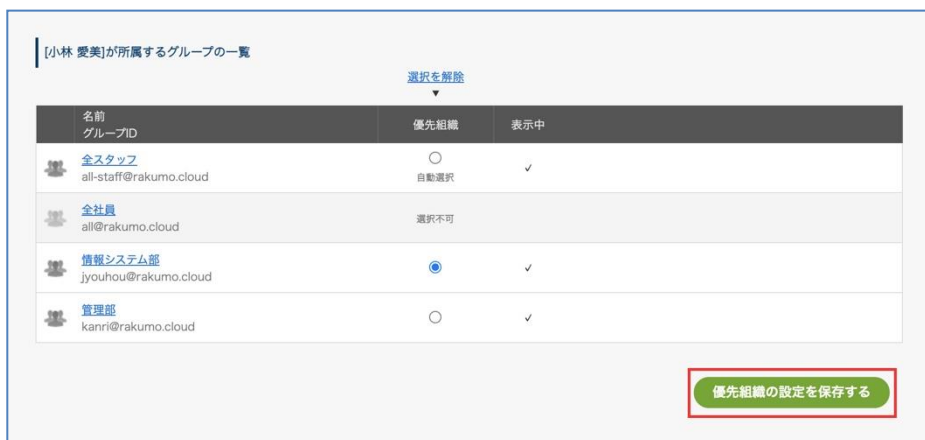 [小林 愛美]が所属するグループの一覧
選択を解除
▼
名前
グループID
優先組織
表示中
全スタッフ
all-staff@rakumo.cloud
自動選択
✓
全社員
all@rakumo.cloud
選択不可
情報システム部
jyouhou@rakumo.cloud
✓
管理部
kanri@rakumo.cloud
✓
優先組織の設定を保存する